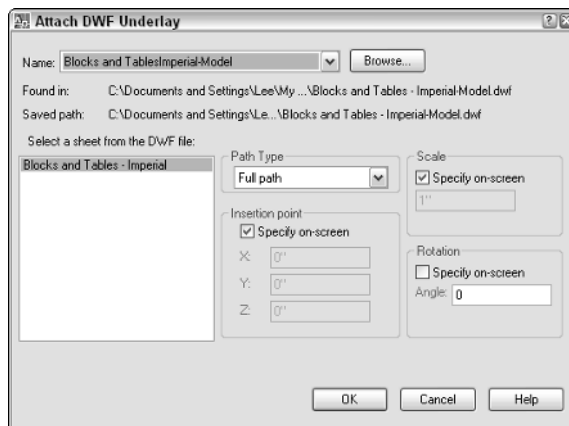 Attach DWF Underlay
Name: Blocks and TablesImperial-Model Browse...
Found in: C:\Documents and Settings\Lee\My ...\Blocks and Tables - Imperial-Model.dwf
Saved path: C:\Documents and Settings\Le...\Blocks and Tables - Imperial-Model.dwf
Select a sheet from the DWF file:
Blocks and Tables - Imperial
Path Type
Full path
Insertion point
Specify on-screen
X: 0"
Y: 0"
Z: 0"
Scale
Specify on-screen
1"
Rotation
Specify on-screen
Angle: 0
OK Cancel Help